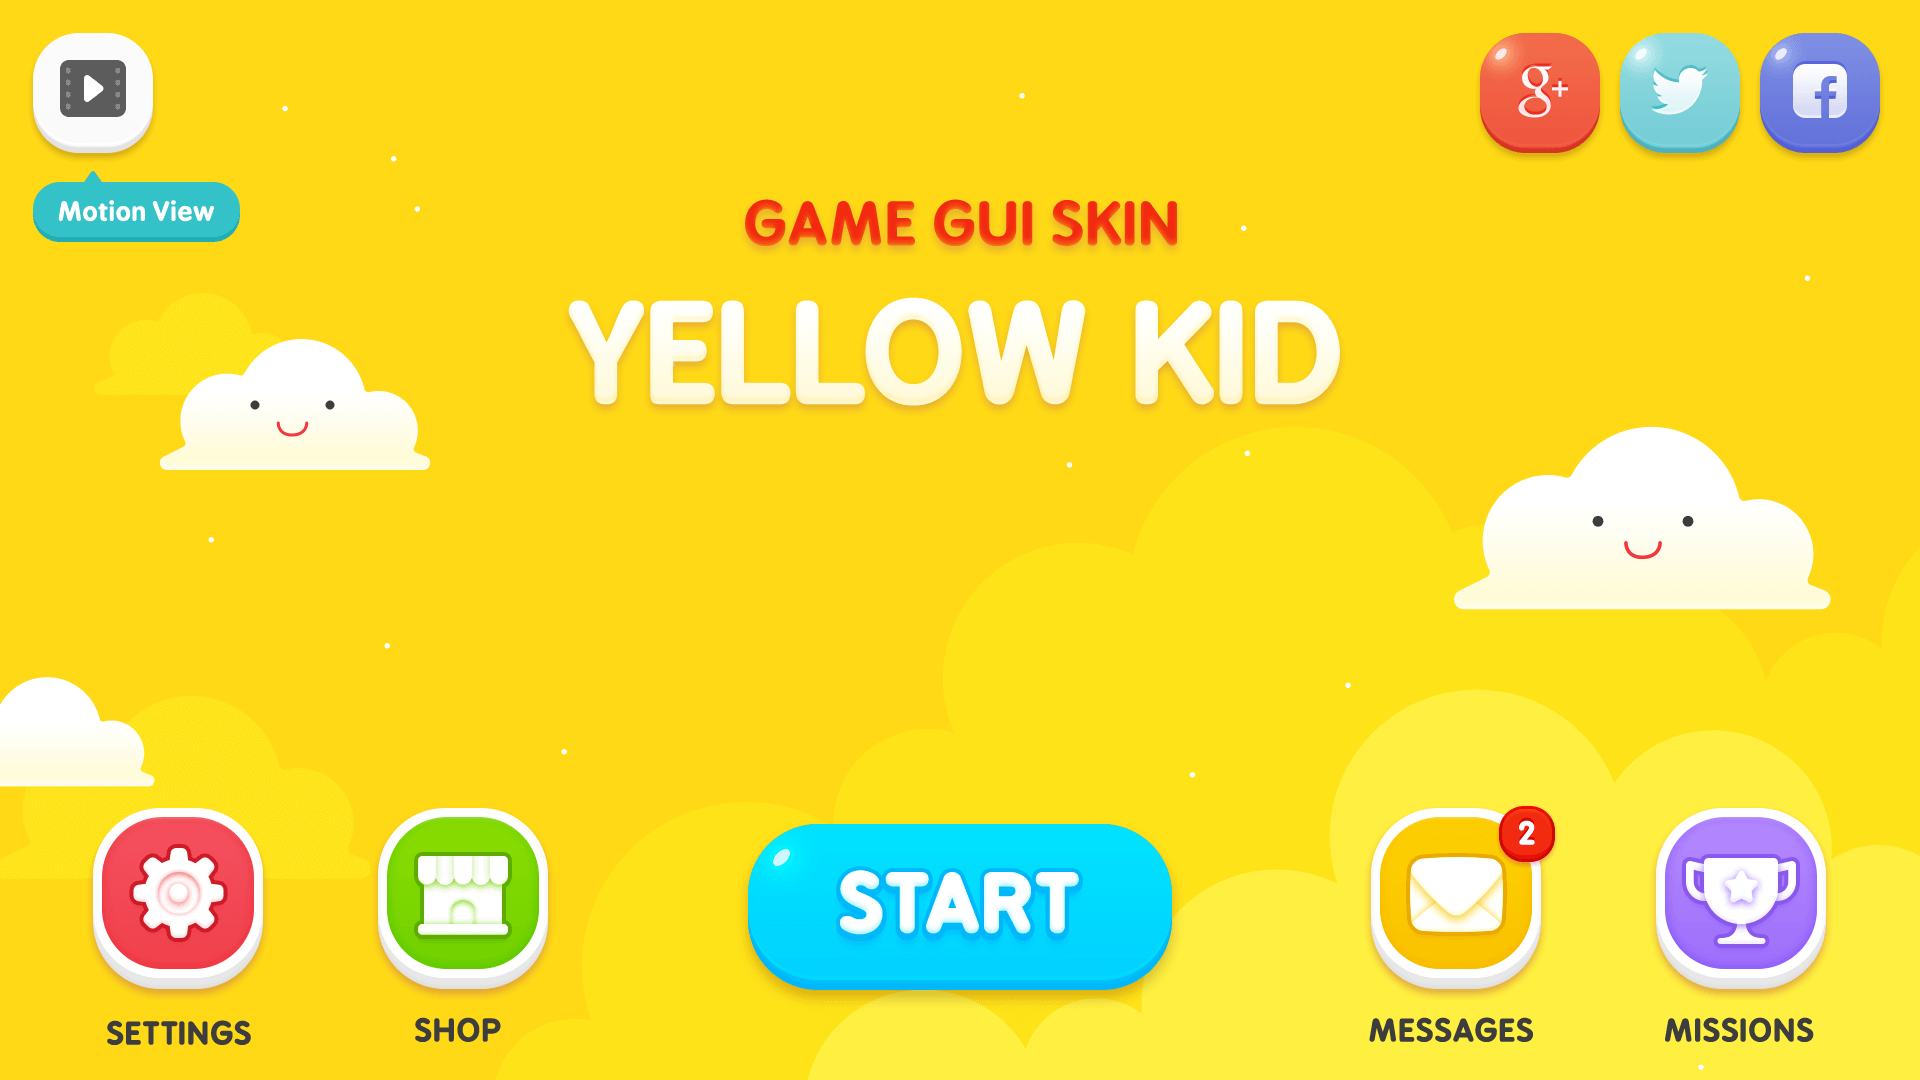 g+
f
Motion View
GAME GUI SKIN
YELLOW KID
START
2
SETTINGS
SHOP
MESSAGES
MISSIONS